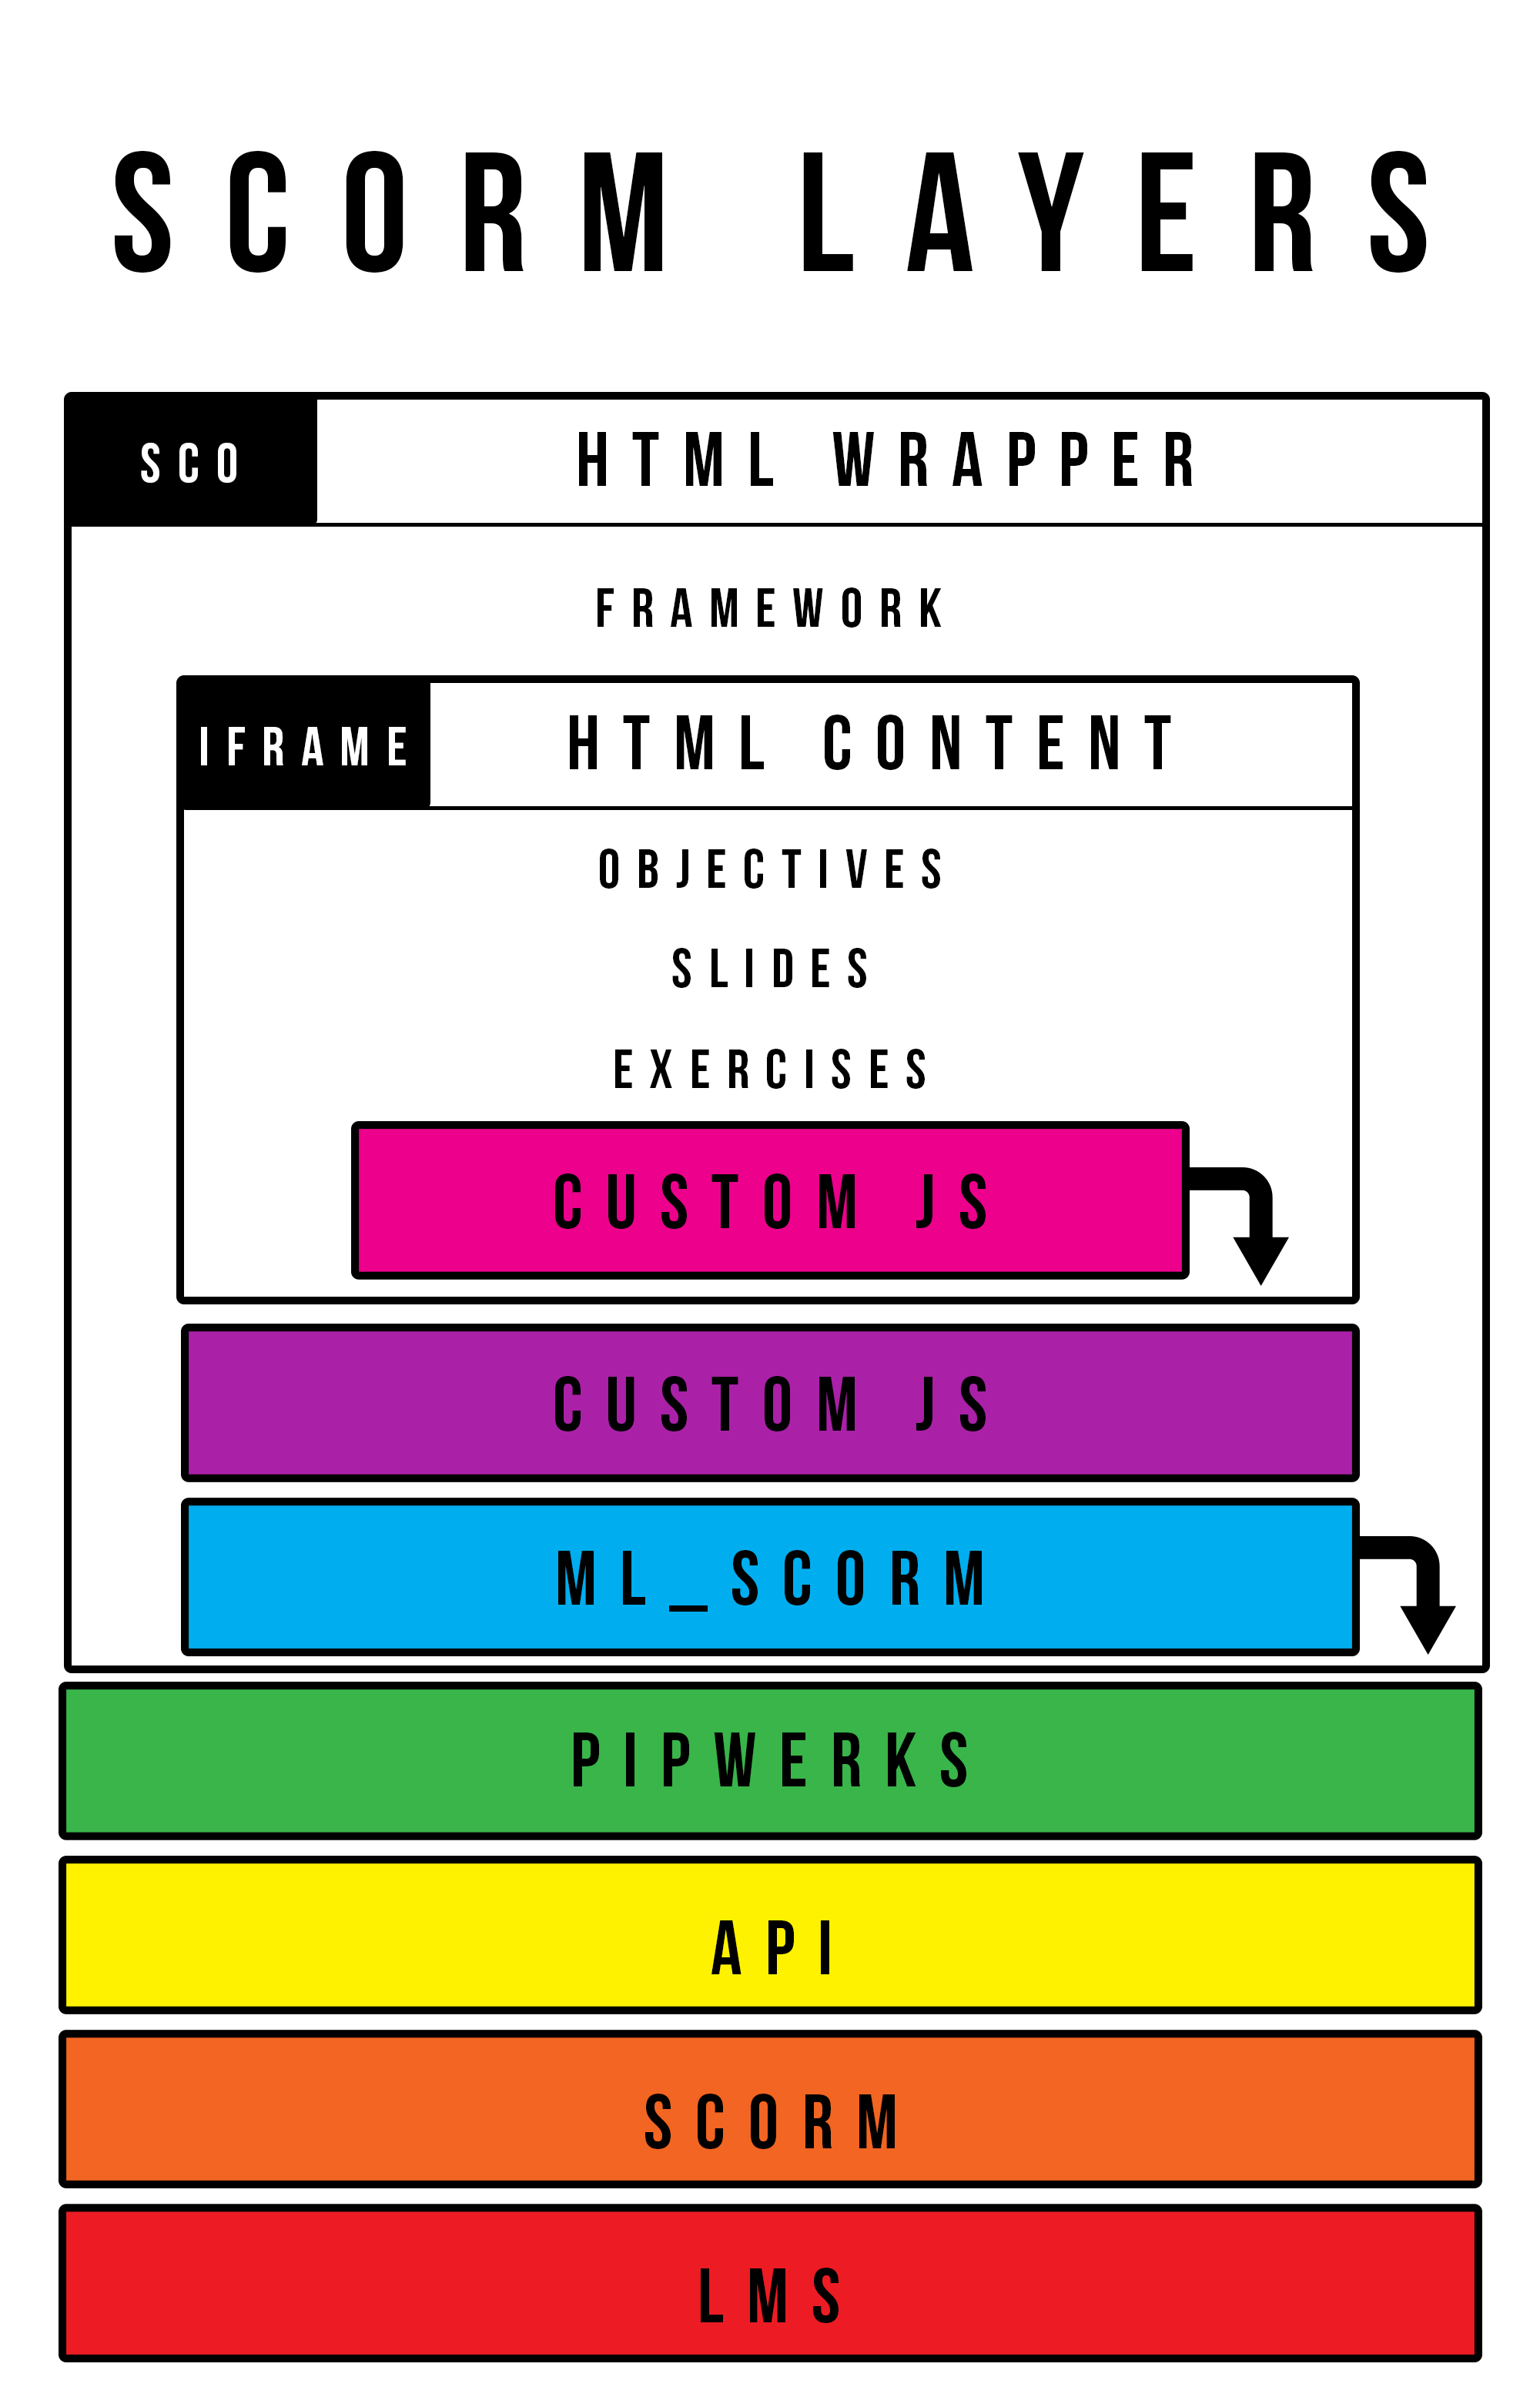 SCORM LAYERS
SCO
HTML WRAPPER
FRAMEWORK
IFRAME
HTML CONTENT
OBJECTIVES
SLIDES
EXERCISES
CUSTOM JS
CUSTOM JS
ML_SCORM
PIPWERKS
API
SCORM
LMS